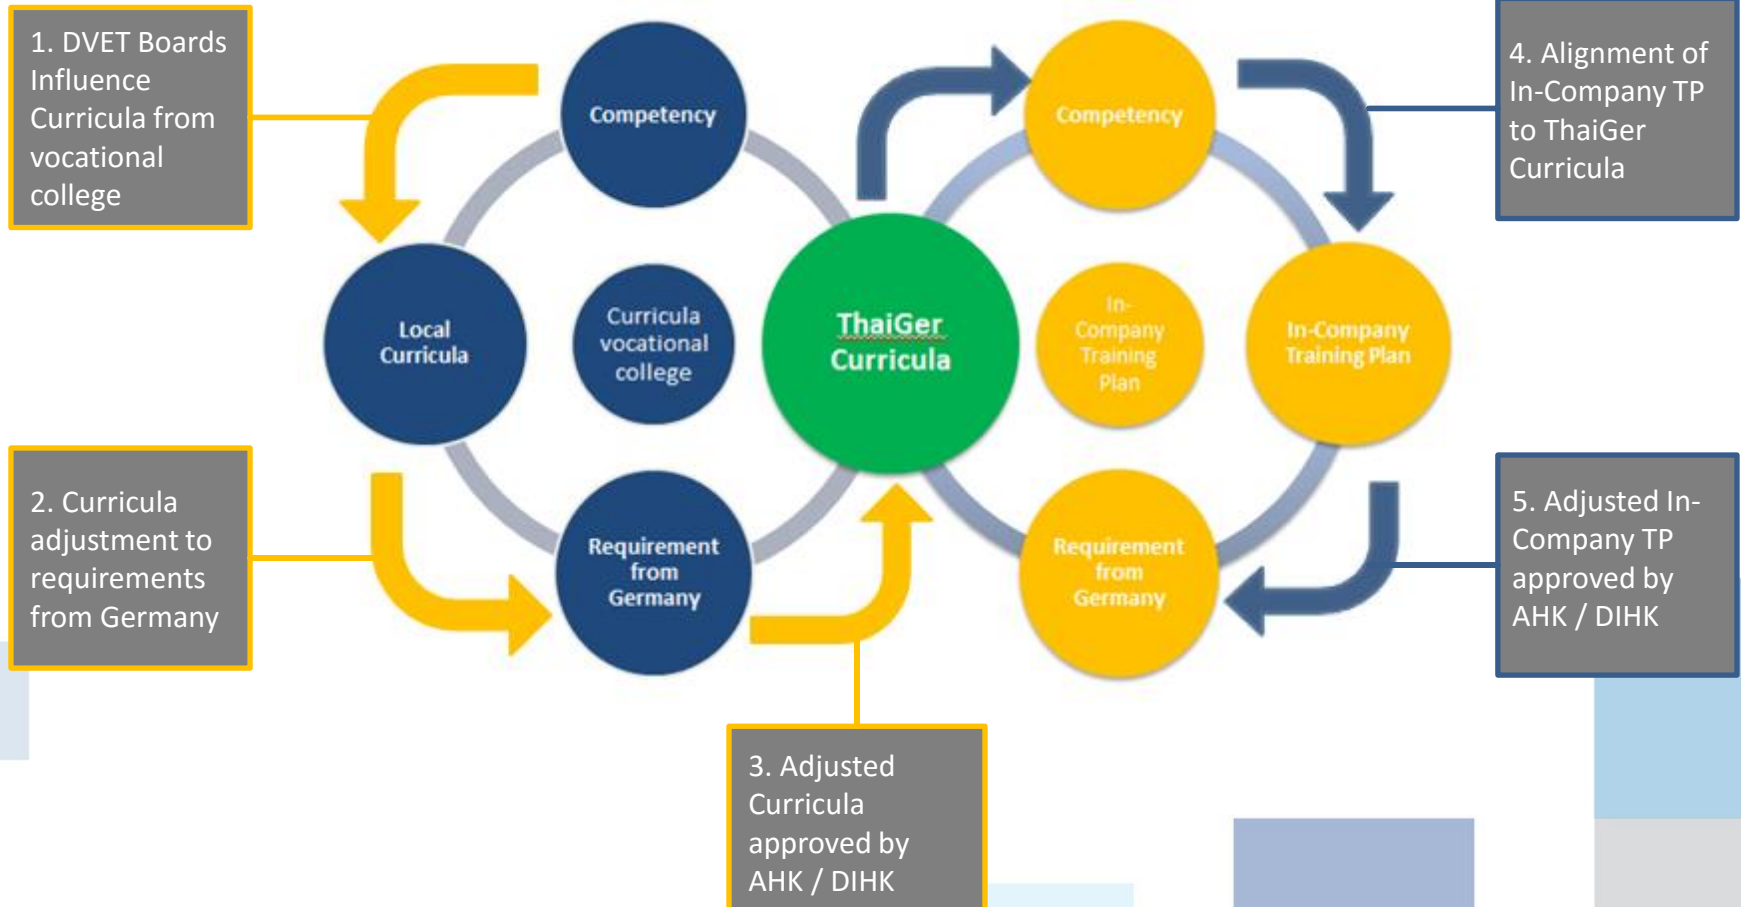 1. DVET Boards
Influence
Curricula from
vocational
college
Competency
Local
Curricula
Curricula
vocational
college
Requirement
from
Germany
ThaiGer
Curricula
Competency
In-
Company
Training
Plan
In-Company
Training Plan
Requirement
from
Germany
4. Alignment of
In-Company TP
to ThaiGer
Curricula
2. Curricula
adjustment to
requirements
from Germany
3. Adjusted
Curricula
approved by
AHK / DIHK
5. Adjusted In-
Company TP
approved by
AHK / DIHK